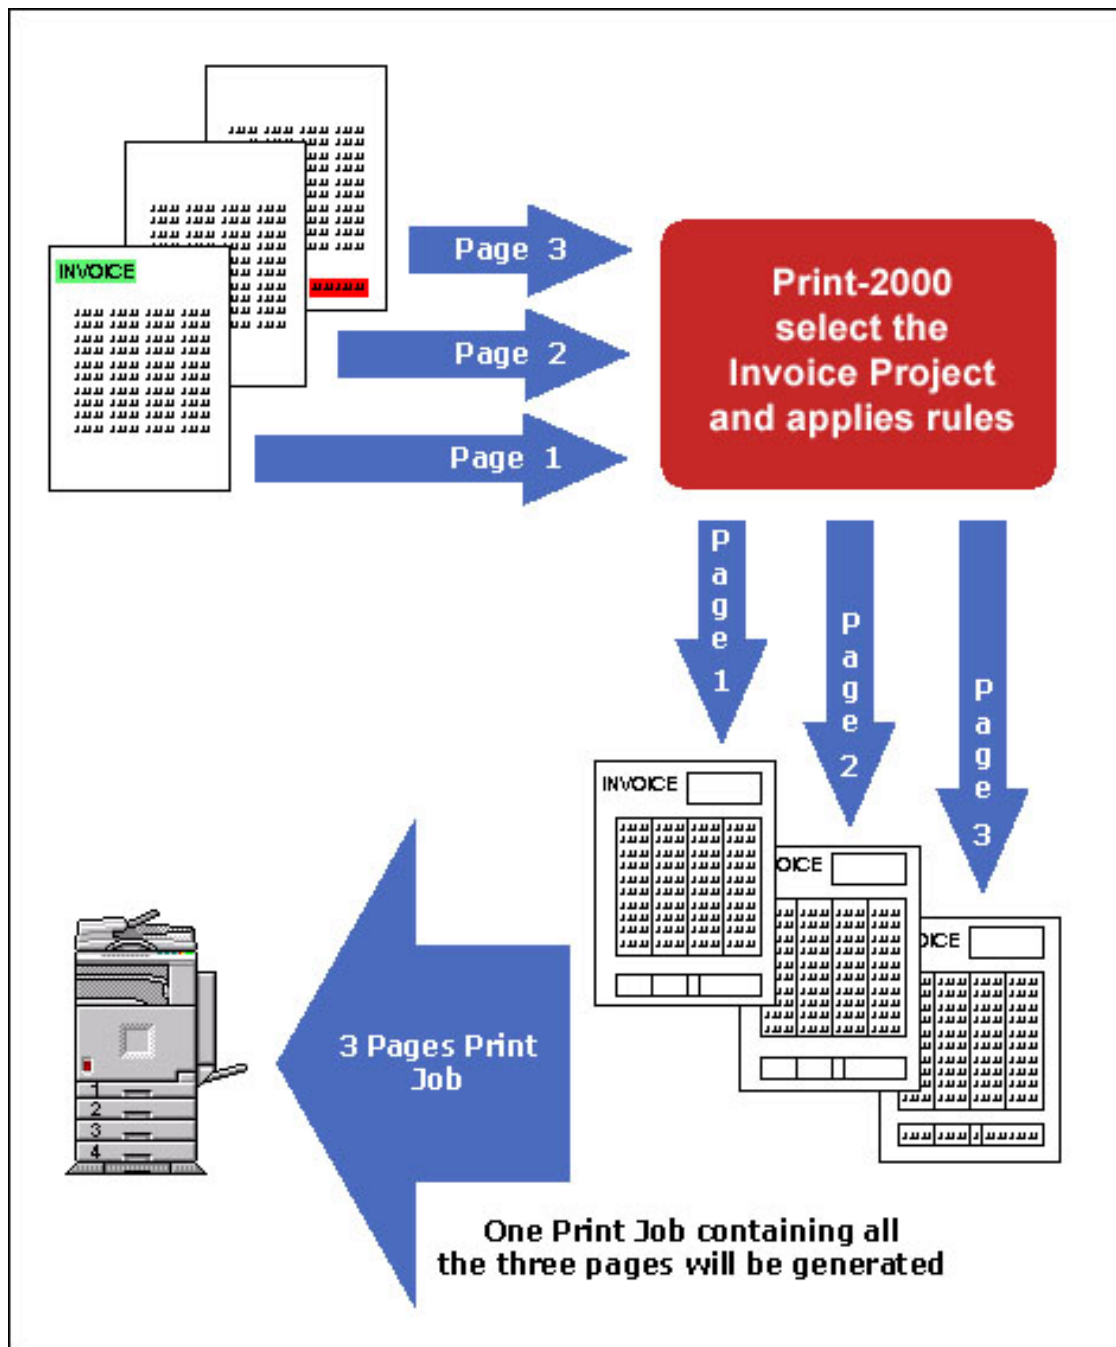 INVOICE
Page 3
Page 2
Page 1
Print-2000
select the
Invoice Project
and applies rules
Page 1
Page 2
Page 3
INVOICE
OICE
OICE
3 Pages Print
Job
1
2
3
4
One Print Job containing all
the three pages will be generated